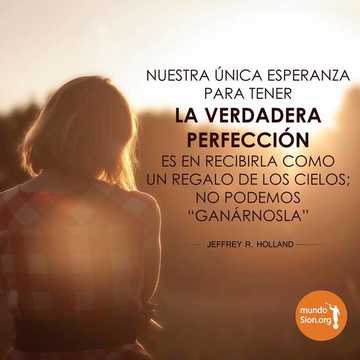 NUESTRA ÚNICA ESPERANZA
PARA TENER
LA VERDADERA
PERFECCIÓN
ES EN RECIBIRLA COMO
UN REGALO DE LOS CIELOS;
NO PODEMOS
“GANÁRNOSLA”
JEFFREY R. HOLLAND
mundo
Sion.org